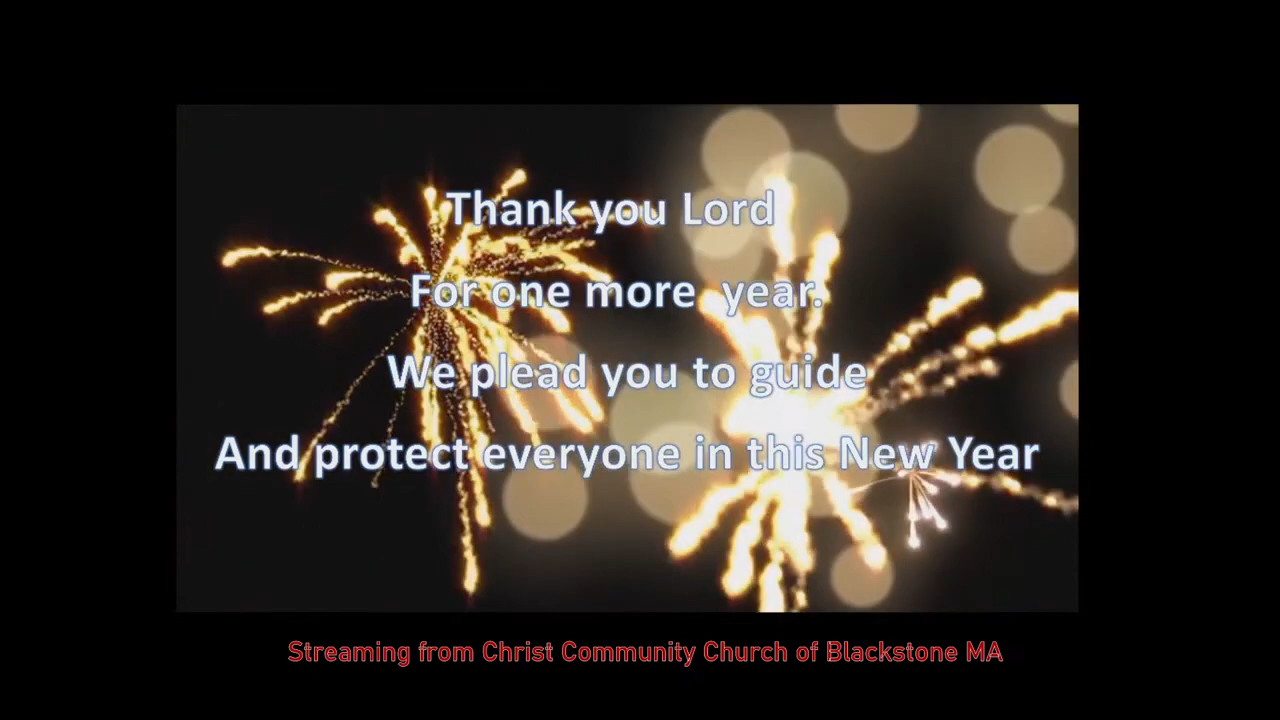 Thank you Lord
For one more year.
We plead you to guide
And protect everyone in this New Year
Streaming from Christ Community Church of Blackstone MA